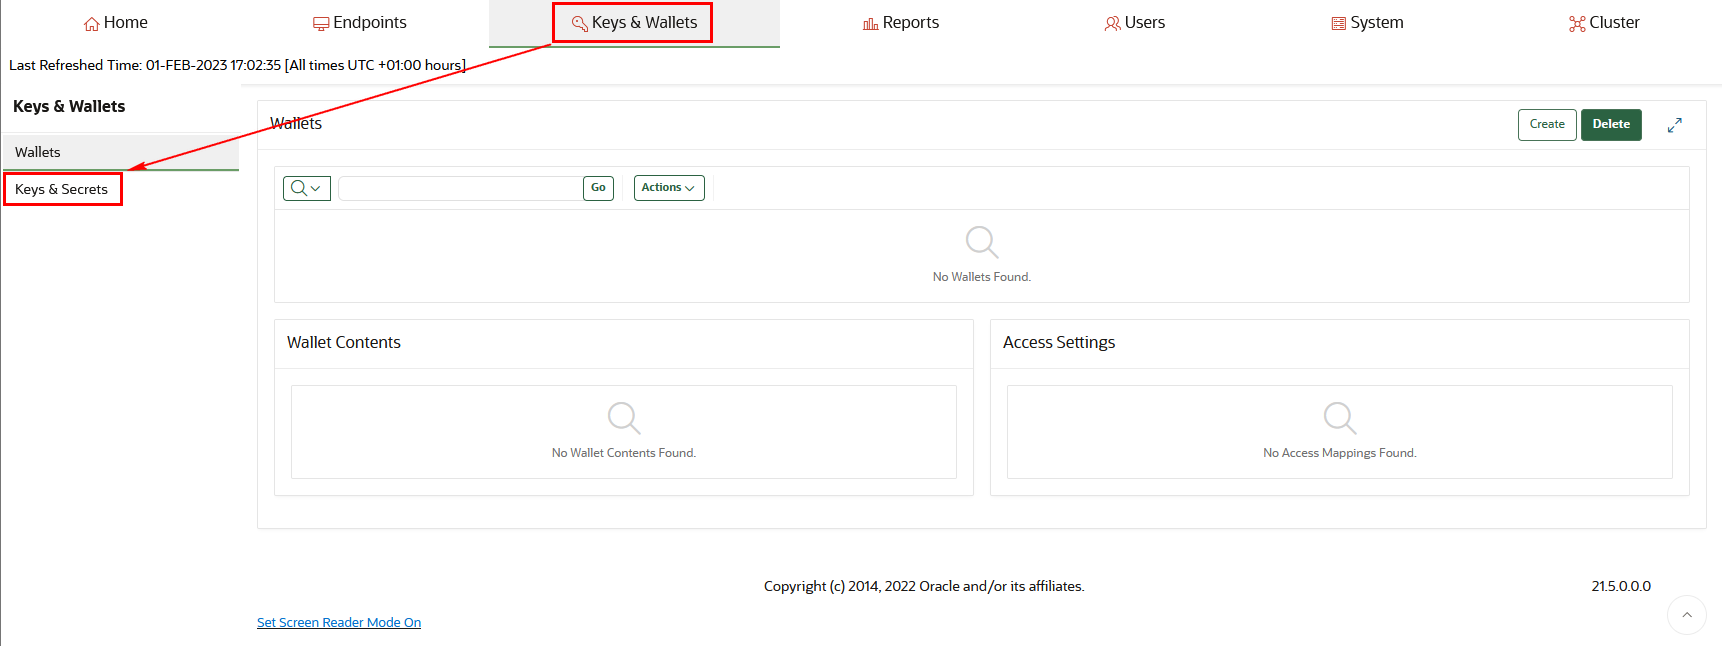 Home Endpoints Keys & Wallets Reports Users System Cluster
Last Refreshed Time: 01-FEB-2023 17:02:35 [All times UTC +01:00 hours]
Keys & Wallets
Wallets
Keys & Secrets
Wallets Create Delete
Go Actions
No Wallets Found.
Wallet Contents
No Wallet Contents Found.
Access Settings
No Access Mappings Found.
Copyright (c) 2014, 2022 Oracle and/or its affiliates. 21.5.0.0.0
Set Screen Reader Mode On